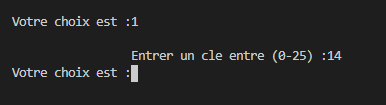 Votre choix est :1
Entrer un cle entre (0-25) :14
Votre choix est :